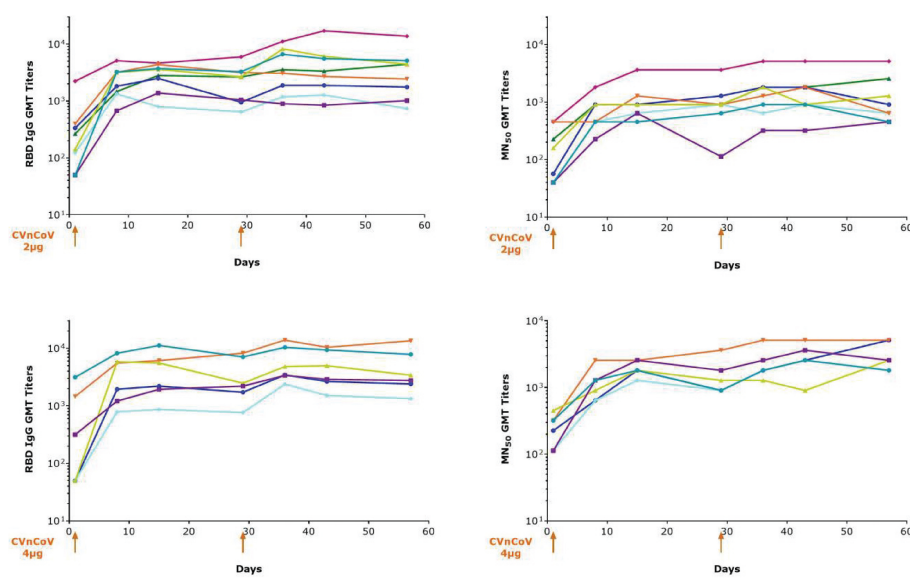 RBD IgG GMT Titers
10⁴
10³
10²
10¹
0 10 20 30 40 50 60
CVnCoV
2μg
Days
MN₅₀ GMT Titers
10⁴
10³
10²
10¹
0 10 20 30 40 50 60
CVnCoV
2μg
Days
RBD IgG GMT Titers
10⁴
10³
10²
10¹
0 10 20 30 40 50 60
CVnCoV
4μg
Days
MN₅₀ GMT Titers
10⁴
10³
10²
10¹
0 10 20 30 40 50 60
CVnCoV
4μg
Days